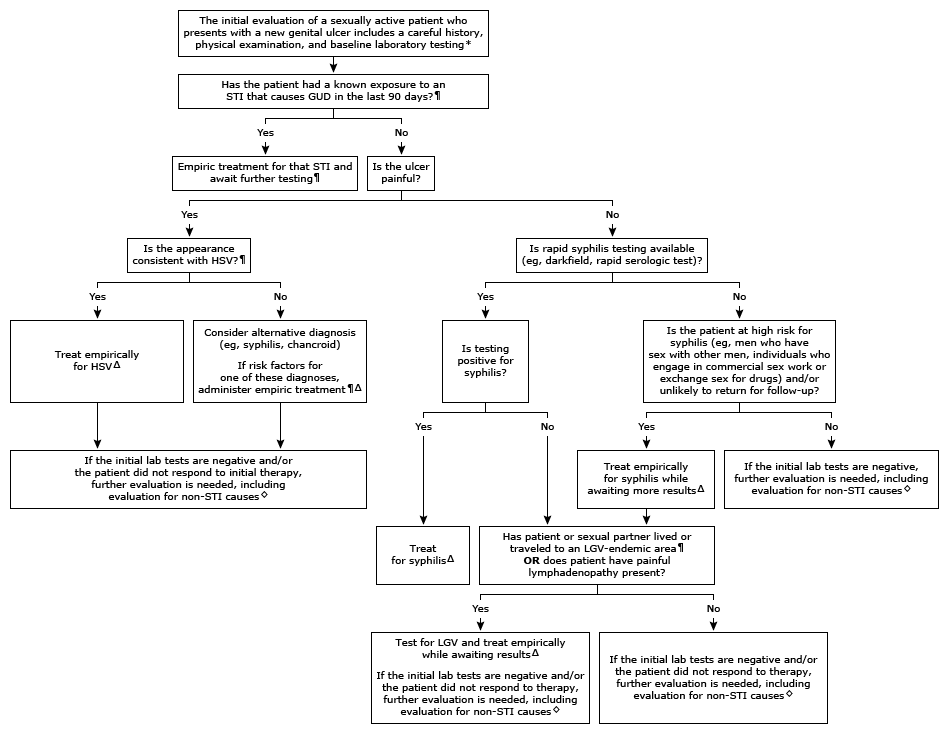 The initial evaluation of a sexually active patient who
presents with a new genital ulcer includes a careful history,
physical examination, and baseline laboratory testing*
Has the patient had a known exposure to an
STI that causes GUD in the last 90 days?¶
Yes
No
Empiric treatment for that STI and
await further testing¶
Is the ulcer
painful?
Yes
No
Is the appearance
consistent with HSV?¶
Is rapid syphilis testing available
(eg, darkfield, rapid serologic test)?
Yes
No
Yes
No
Treat empirically
for HSVΔ
Consider alternative diagnosis
(eg, syphilis, chancroid)
If risk factors for
one of these diagnoses,
administer empiric treatment¶Δ
Is testing
positive for
syphilis?
Is the patient at high risk for
syphilis (eg, men who have
sex with other men, individuals who
engage in commercial sex work or
exchange sex for drugs) and/or
unlikely to return for follow-up?
Yes
No
Yes
No
If the initial lab tests are negative and/or
the patient did not respond to initial therapy,
further evaluation is needed, including
evaluation for non-STI causes◇
Treat empirically
for syphilis while
awaiting more resultsΔ
If the initial lab tests are negative,
further evaluation is needed, including
evaluation for non-STI causes◇
Treat
for syphilisΔ
Has patient or sexual partner lived or
traveled to an LGV-endemic area¶
OR does patient have painful
lymphadenopathy present?
Yes
No
Test for LGV and treat empirically
while awaiting resultsΔ
If the initial lab tests are negative and/or
the patient did not respond to therapy,
further evaluation is needed, including
evaluation for non-STI causes◇
If the initial lab tests are negative and/or
the patient did not respond to therapy,
further evaluation is needed, including
evaluation for non-STI causes◇